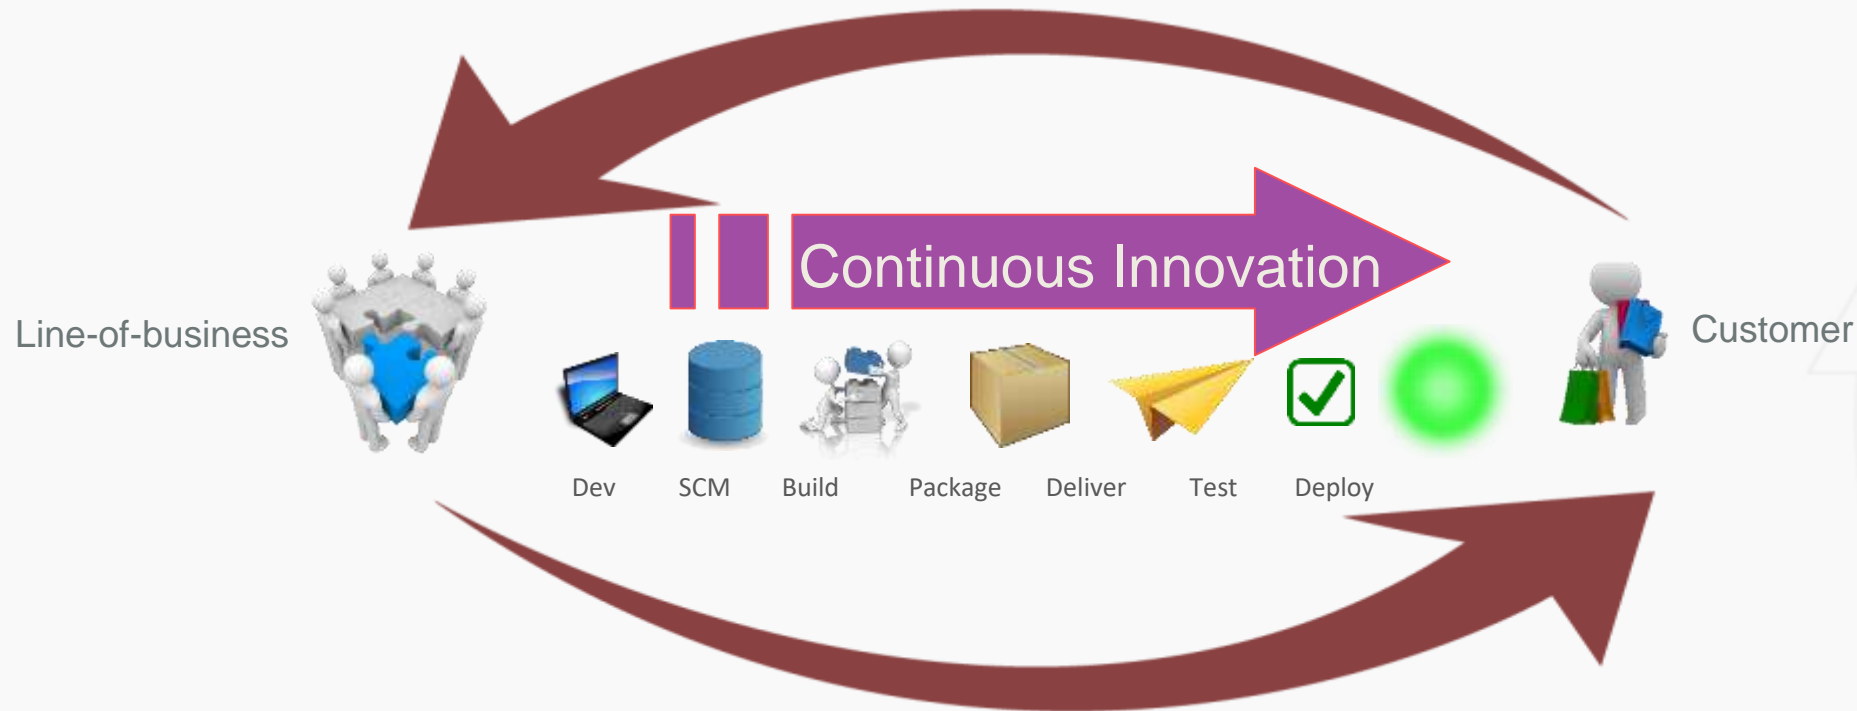 Continuous Innovation
Line-of-business
Customer
Dev SCM Build Package Deliver Test Deploy